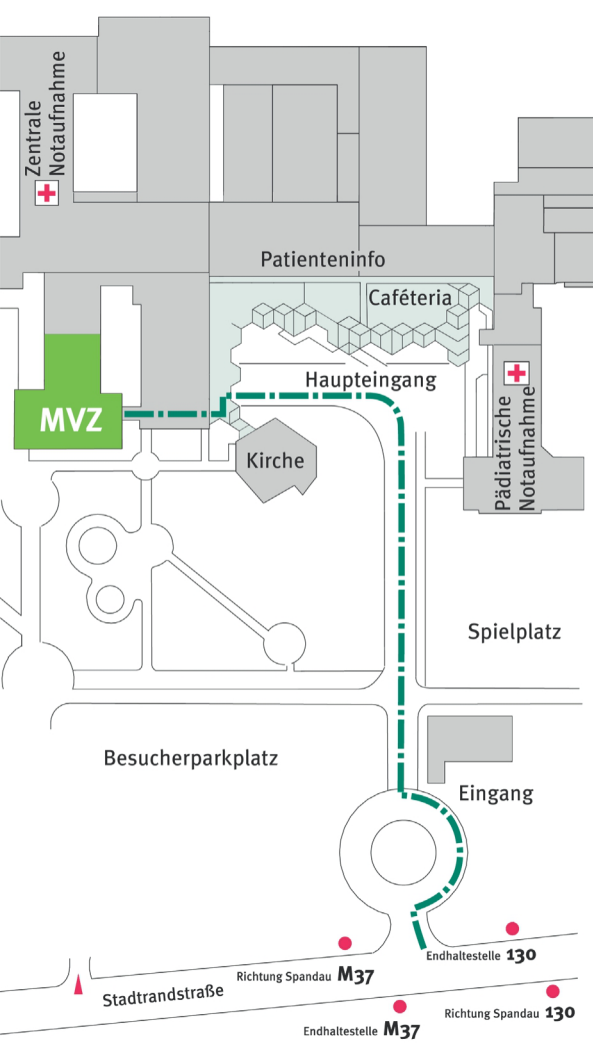 Zentrale
Notaufnahme
Patienteninfo
Caféteria
Haupteingang
MVZ
Kirche
Pädiatrische
Notaufnahme
Spielplatz
Besucherparkplatz
Eingang
Endhaltestelle 130
Richtung Spandau M37
Stadtrandstraße
Richtung Spandau 130
Endhaltestelle M37